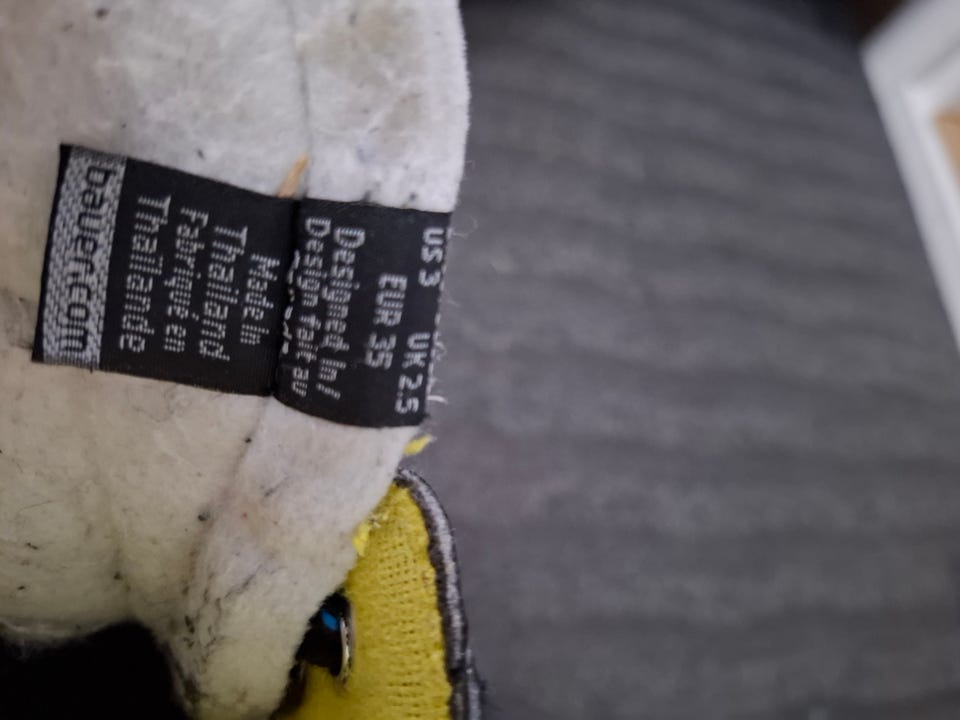 US 3 UK 2.5
EUR 35
Designed in/
Design fait au
Made in
Thailand
Fabriqué en
Thaïlande
bauer.com